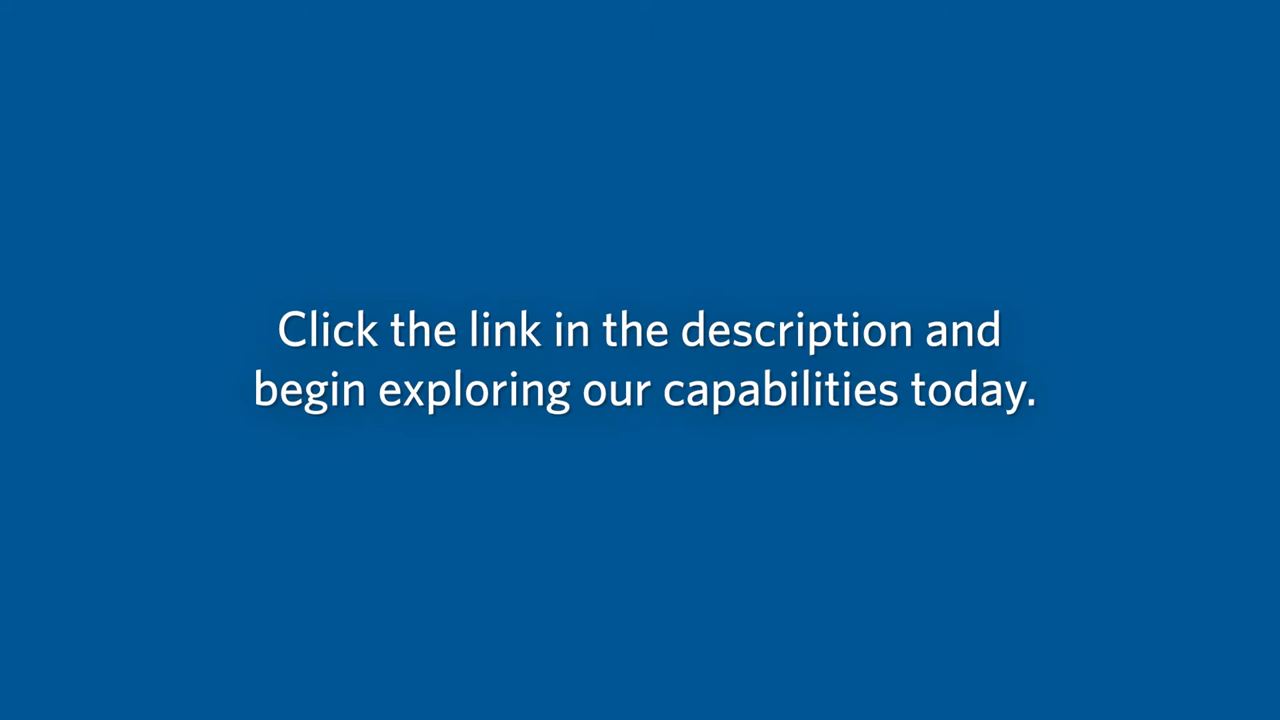 Click the link in the description and
begin exploring our capabilities today.